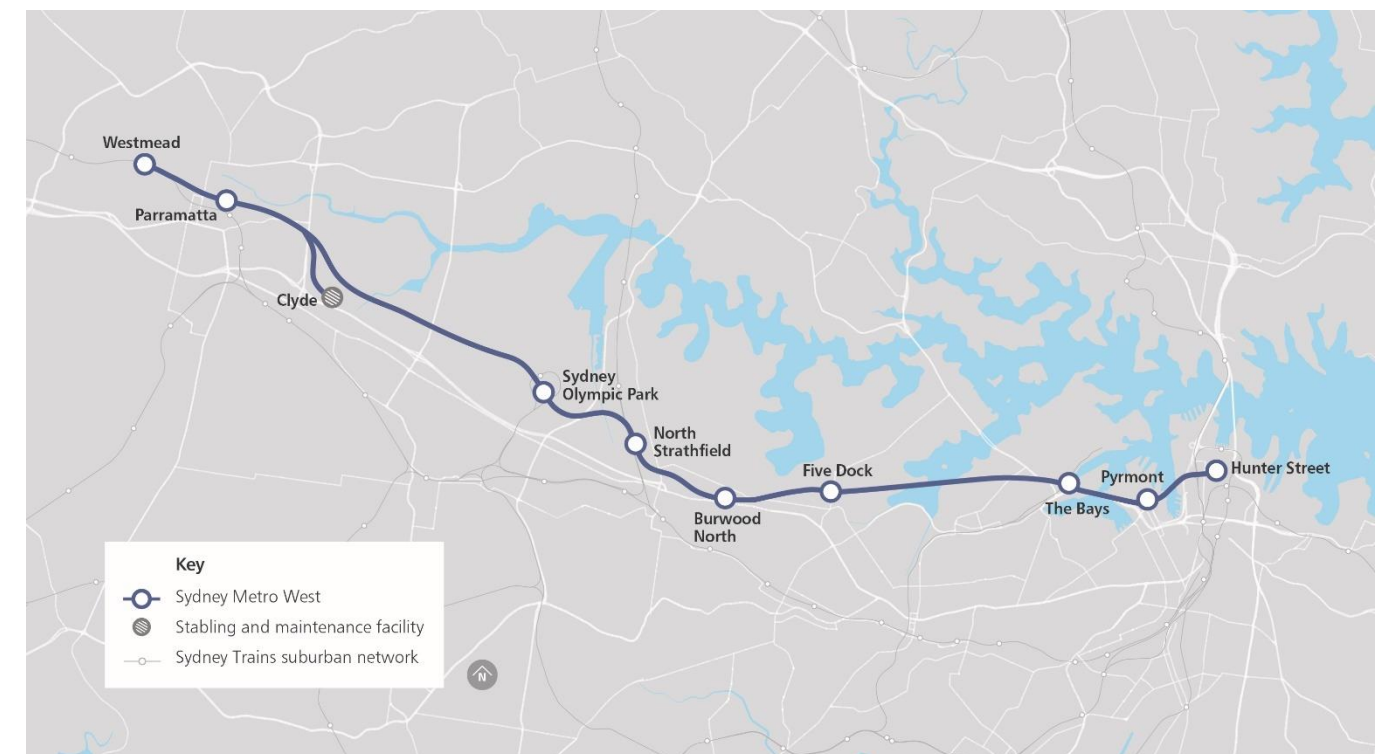 Westmead
Parramatta
Clyde
Sydney
Olympic Park
North
Strathfield
Burwood
North
Five Dock
The Bays
Pyrmont
Hunter Street
Key
Sydney Metro West
Stabling and maintenance facility
Sydney Trains suburban network
N